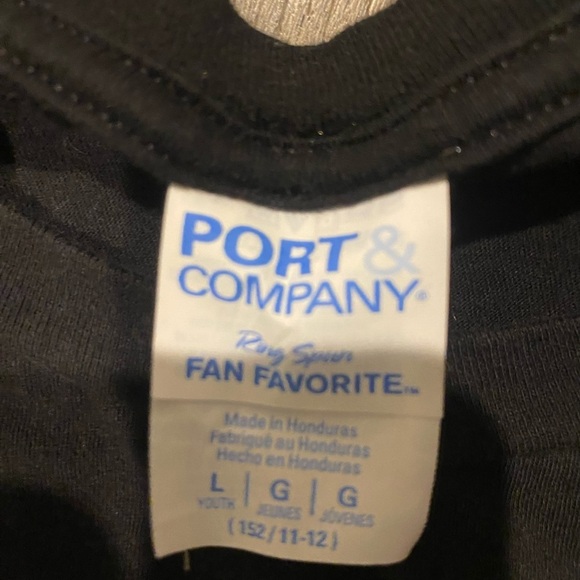 PORT &
COMPANY®
Ring Spun
FAN FAVORITE™
Made in Honduras
Fabriqué au Honduras
Hecho en Honduras
L | G | G
YOUTH JEUNES JÓVENES
{152/11-12}